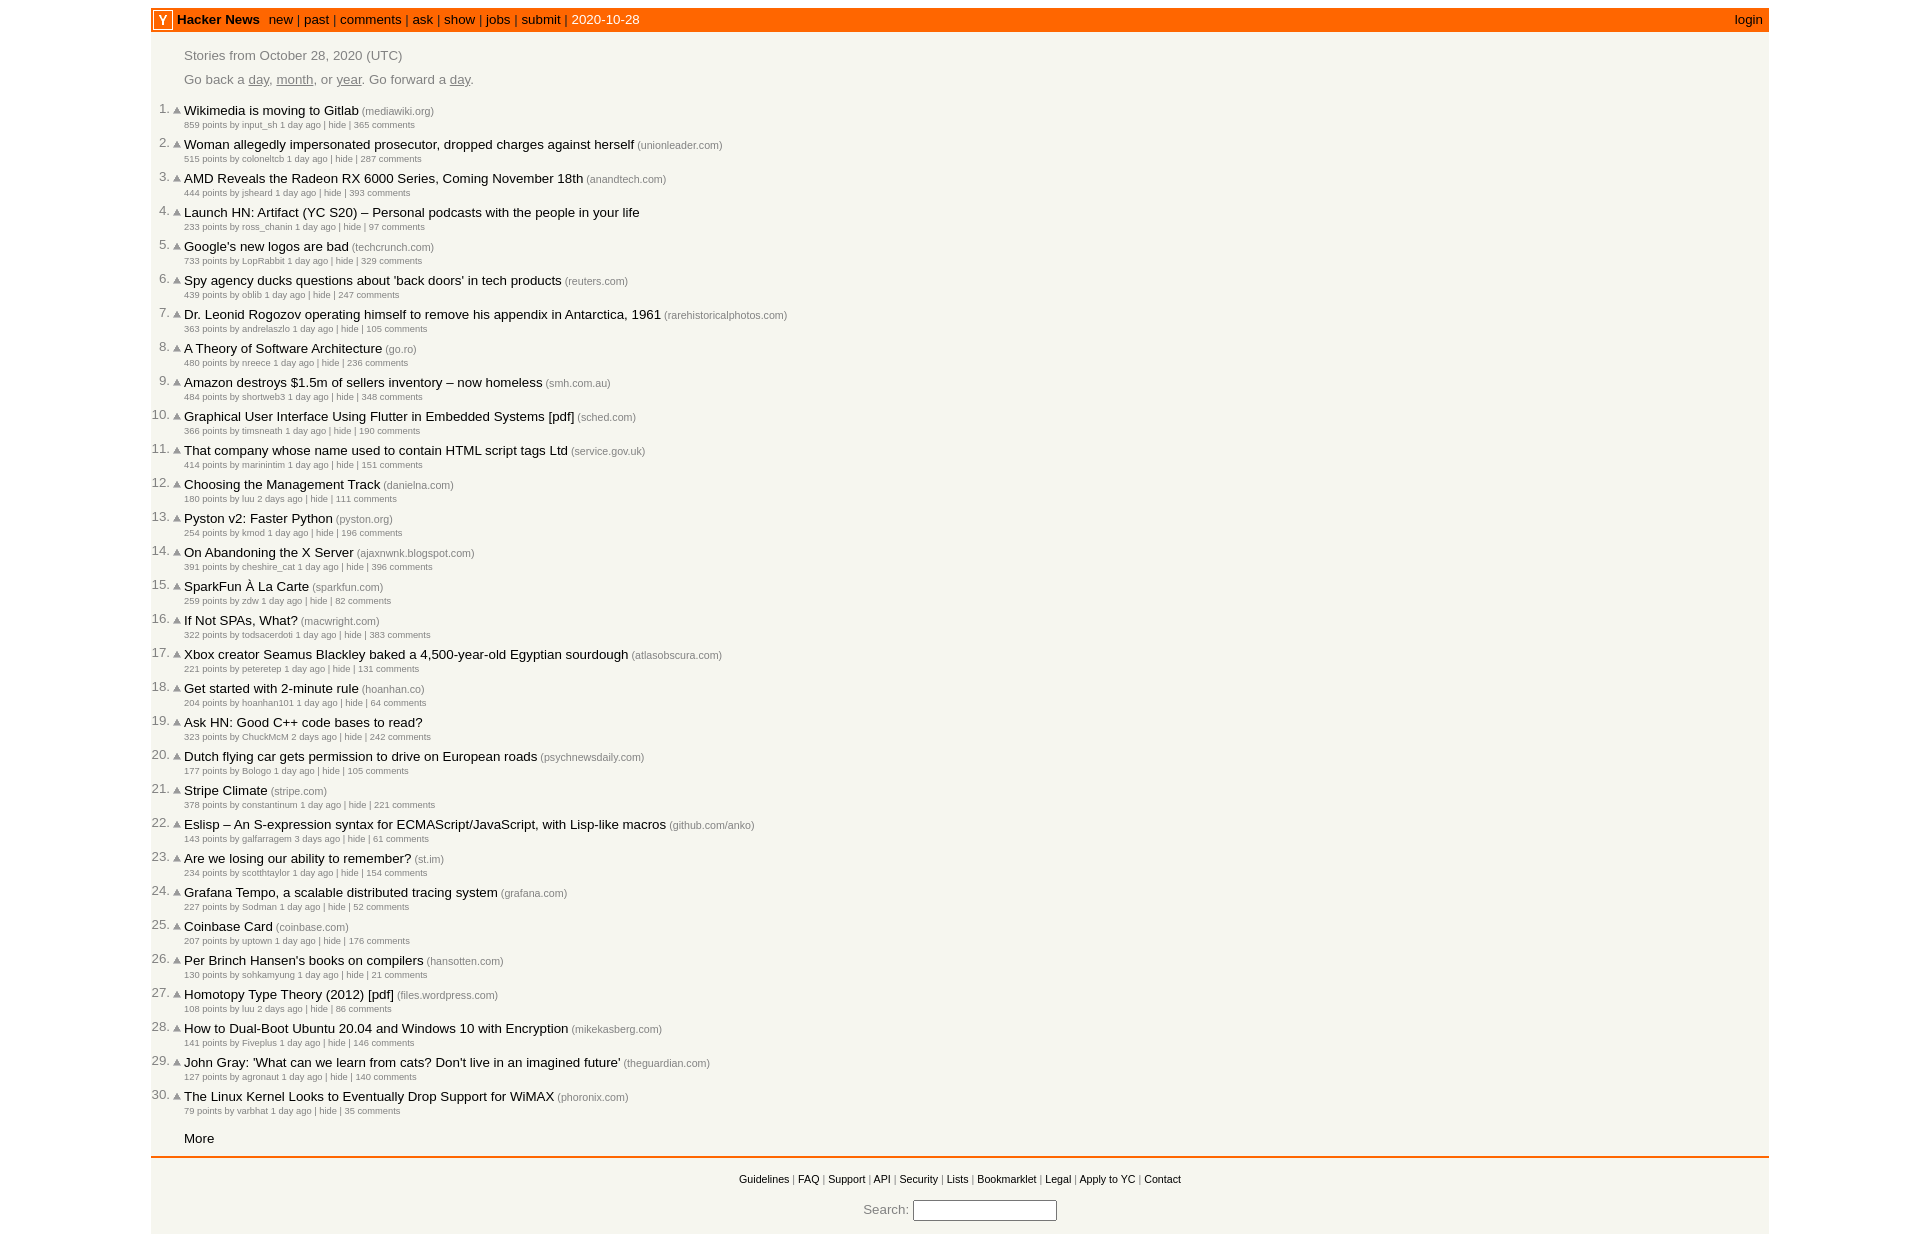 Y Hacker News new | past | comments | ask | show | jobs | submit | 2020-10-28 login
Stories from October 28, 2020 (UTC)
Go back a day, month, or year. Go forward a day.
1. Wikimedia is moving to Gitlab (mediawiki.org)
859 points by input_sh 1 day ago | hide | 365 comments
2. Woman allegedly impersonated prosecutor, dropped charges against herself (unionleader.com)
515 points by coloneltcb 1 day ago | hide | 287 comments
3. AMD Reveals the Radeon RX 6000 Series, Coming November 18th (anandtech.com)
444 points by jsheard 1 day ago | hide | 393 comments
4. Launch HN: Artifact (YC S20) – Personal podcasts with the people in your life
233 points by ross_chanin 1 day ago | hide | 97 comments
5. Google's new logos are bad (techcrunch.com)
733 points by LopRabbit 1 day ago | hide | 329 comments
6. Spy agency ducks questions about 'back doors' in tech products (reuters.com)
439 points by oblib 1 day ago | hide | 247 comments
7. Dr. Leonid Rogozov operating himself to remove his appendix in Antarctica, 1961 (rarehistoricalphotos.com)
363 points by andrelaszlo 1 day ago | hide | 105 comments
8. A Theory of Software Architecture (go.ro)
480 points by nreece 1 day ago | hide | 236 comments
9. Amazon destroys $1.5m of sellers inventory – now homeless (smh.com.au)
484 points by shortweb3 1 day ago | hide | 348 comments
10. Graphical User Interface Using Flutter in Embedded Systems [pdf] (sched.com)
366 points by timsneath 1 day ago | hide | 190 comments
11. That company whose name used to contain HTML script tags Ltd (service.gov.uk)
414 points by marinintim 1 day ago | hide | 151 comments
12. Choosing the Management Track (danielna.com)
180 points by luu 2 days ago | hide | 111 comments
13. Pyston v2: Faster Python (pyston.org)
254 points by kmod 1 day ago | hide | 196 comments
14. On Abandoning the X Server (ajaxnwnk.blogspot.com)
391 points by cheshire_cat 1 day ago | hide | 396 comments
15. SparkFun À La Carte (sparkfun.com)
259 points by zdw 1 day ago | hide | 82 comments
16. If Not SPAs, What? (macwright.com)
322 points by todsacerdoti 1 day ago | hide | 383 comments
17. Xbox creator Seamus Blackley baked a 4,500-year-old Egyptian sourdough (atlasobscura.com)
221 points by peteretep 1 day ago | hide | 131 comments
18. Get started with 2-minute rule (hoanhan.co)
204 points by hoanhan101 1 day ago | hide | 64 comments
19. Ask HN: Good C++ code bases to read?
323 points by ChuckMcM 2 days ago | hide | 242 comments
20. Dutch flying car gets permission to drive on European roads (psychnewsdaily.com)
177 points by Bologo 1 day ago | hide | 105 comments
21. Stripe Climate (stripe.com)
378 points by constantinum 1 day ago | hide | 221 comments
22. Eslisp – An S-expression syntax for ECMAScript/JavaScript, with Lisp-like macros (github.com/anko)
143 points by galfarragem 3 days ago | hide | 61 comments
23. Are we losing our ability to remember? (st.im)
234 points by scotthtaylor 1 day ago | hide | 154 comments
24. Grafana Tempo, a scalable distributed tracing system (grafana.com)
227 points by Sodman 1 day ago | hide | 52 comments
25. Coinbase Card (coinbase.com)
207 points by uptown 1 day ago | hide | 176 comments
26. Per Brinch Hansen's books on compilers (hansotten.com)
130 points by sohkamyung 1 day ago | hide | 21 comments
27. Homotopy Type Theory (2012) [pdf] (files.wordpress.com)
108 points by luu 2 days ago | hide | 86 comments
28. How to Dual-Boot Ubuntu 20.04 and Windows 10 with Encryption (mikekasberg.com)
141 points by Fiveplus 1 day ago | hide | 146 comments
29. John Gray: 'What can we learn from cats? Don't live in an imagined future' (theguardian.com)
127 points by agronaut 1 day ago | hide | 140 comments
30. The Linux Kernel Looks to Eventually Drop Support for WiMAX (phoronix.com)
79 points by varbhat 1 day ago | hide | 35 comments
More
Guidelines | FAQ | Support | API | Security | Lists | Bookmarklet | Legal | Apply to YC | Contact
Search: